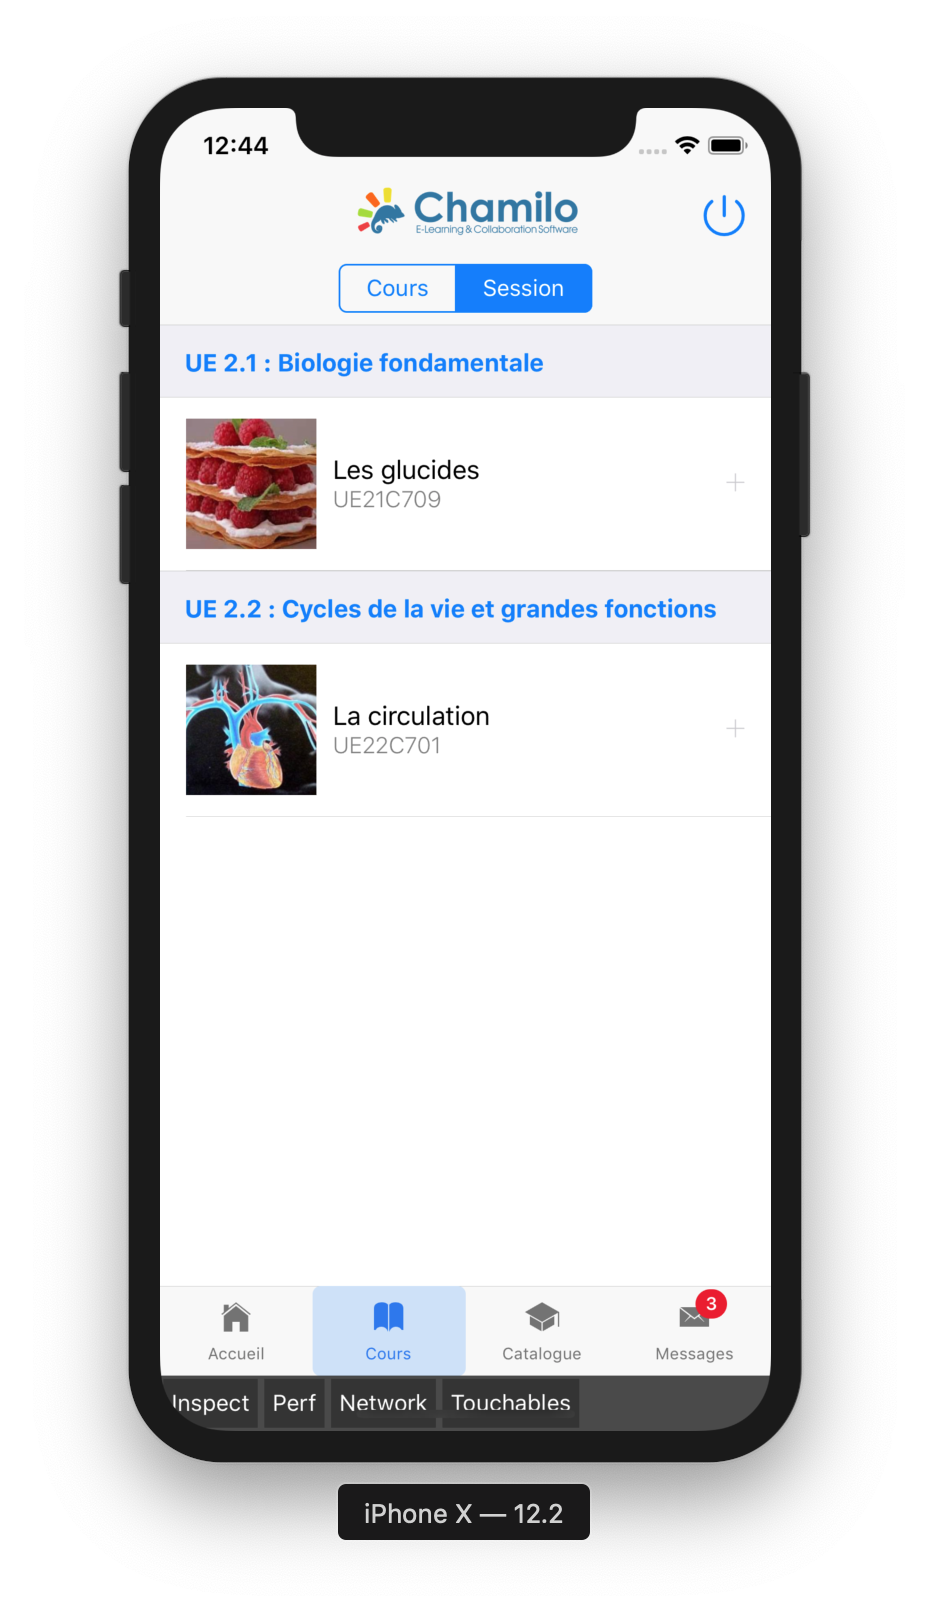 12:44
Chamilo
E-Learning & Collaboration Software
Cours
Session
UE 2.1 : Biologie fondamentale
Les glucides
UE21C709
UE 2.2 : Cycles de la vie et grandes fonctions
La circulation
UE22C701
3
Accueil
Cours
Catalogue
Messages
Inspect
Perf
Network
Touchables
iPhone X — 12.2